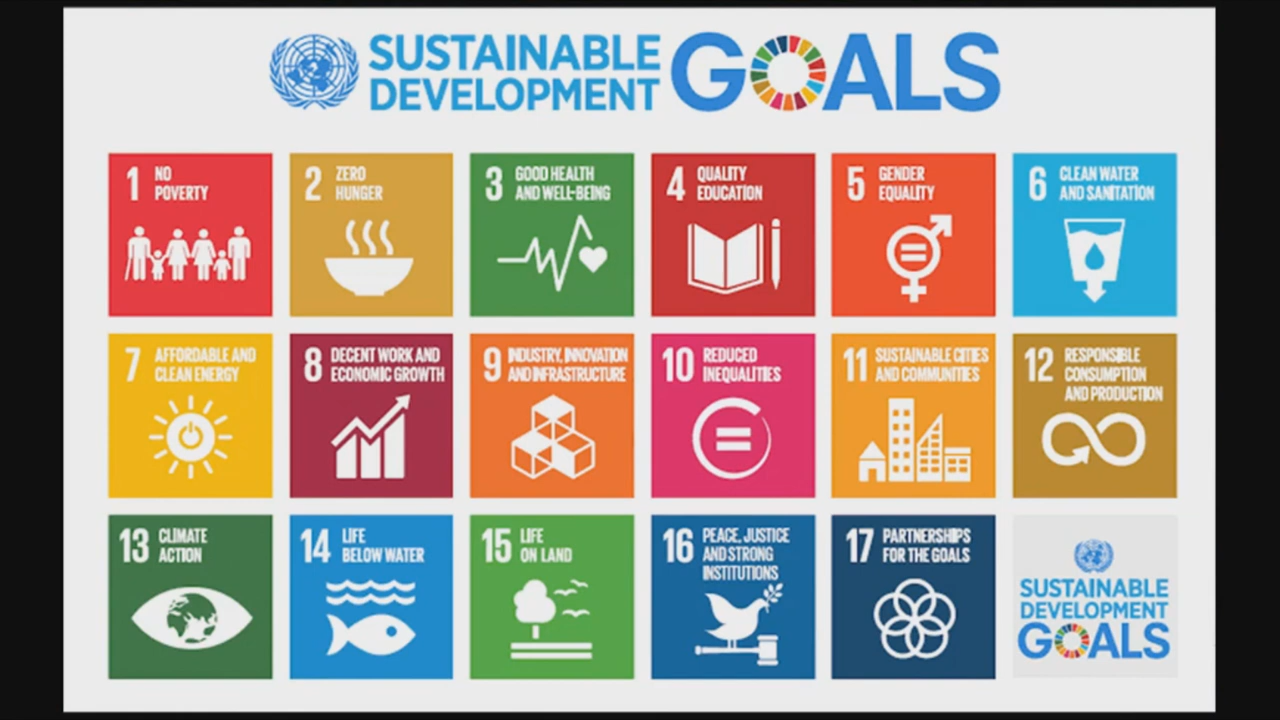 SUSTAINABLE
DEVELOPMENT
GOALS
1 NO
POVERTY
2 ZERO
HUNGER
3 GOOD HEALTH
AND WELL-BEING
4 QUALITY
EDUCATION
5 GENDER
EQUALITY
6 CLEAN WATER
AND SANITATION
7 AFFORDABLE AND
CLEAN ENERGY
8 DECENT WORK AND
ECONOMIC GROWTH
9 INDUSTRY, INNOVATION
AND INFRASTRUCTURE
10 REDUCED
INEQUALITIES
11 SUSTAINABLE CITIES
AND COMMUNITIES
12 RESPONSIBLE
CONSUMPTION
AND PRODUCTION
13 CLIMATE
ACTION
14 LIFE
BELOW WATER
15 LIFE
ON LAND
16 PEACE, JUSTICE
AND STRONG
INSTITUTIONS
17 PARTNERSHIPS
FOR THE GOALS
SUSTAINABLE
DEVELOPMENT
GOALS